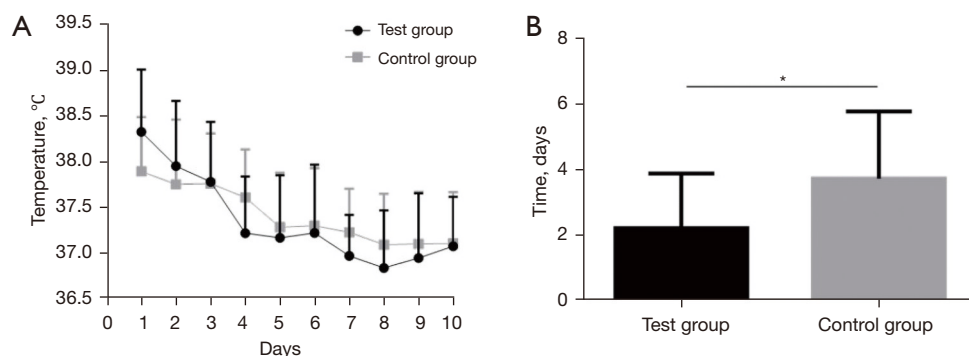 A
Temperature, °C
39.5
39.0
38.5
38.0
37.5
37.0
36.5
0 1 2 3 4 5 6 7 8 9 10
Days
Test group
Control group
B
Time, days
8
6
4
2
0
*
Test group Control group